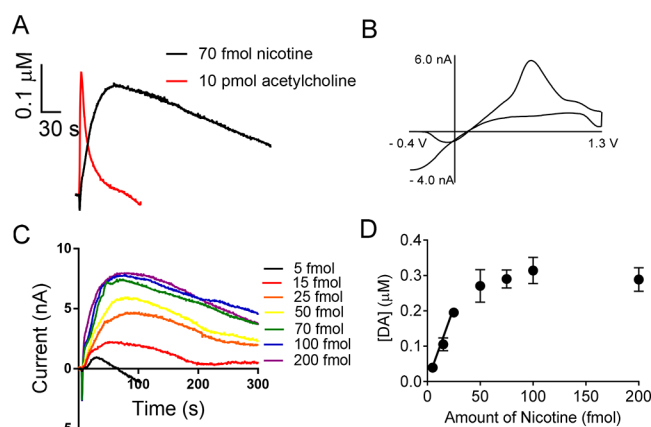 A
70 fmol nicotine
10 pmol acetylcholine
0.1 μM
30 s
B
6.0 nA
- 0.4 V
1.3 V
- 4.0 nA
C
10
5
0
5
Current (nA)
100
200
300
Time (s)
5 fmol
15 fmol
25 fmol
50 fmol
70 fmol
100 fmol
200 fmol
D
0.4
0.3
0.2
0.1
0.0
[DA] (μM)
0
50
100
150
200
Amount of Nicotine (fmol)